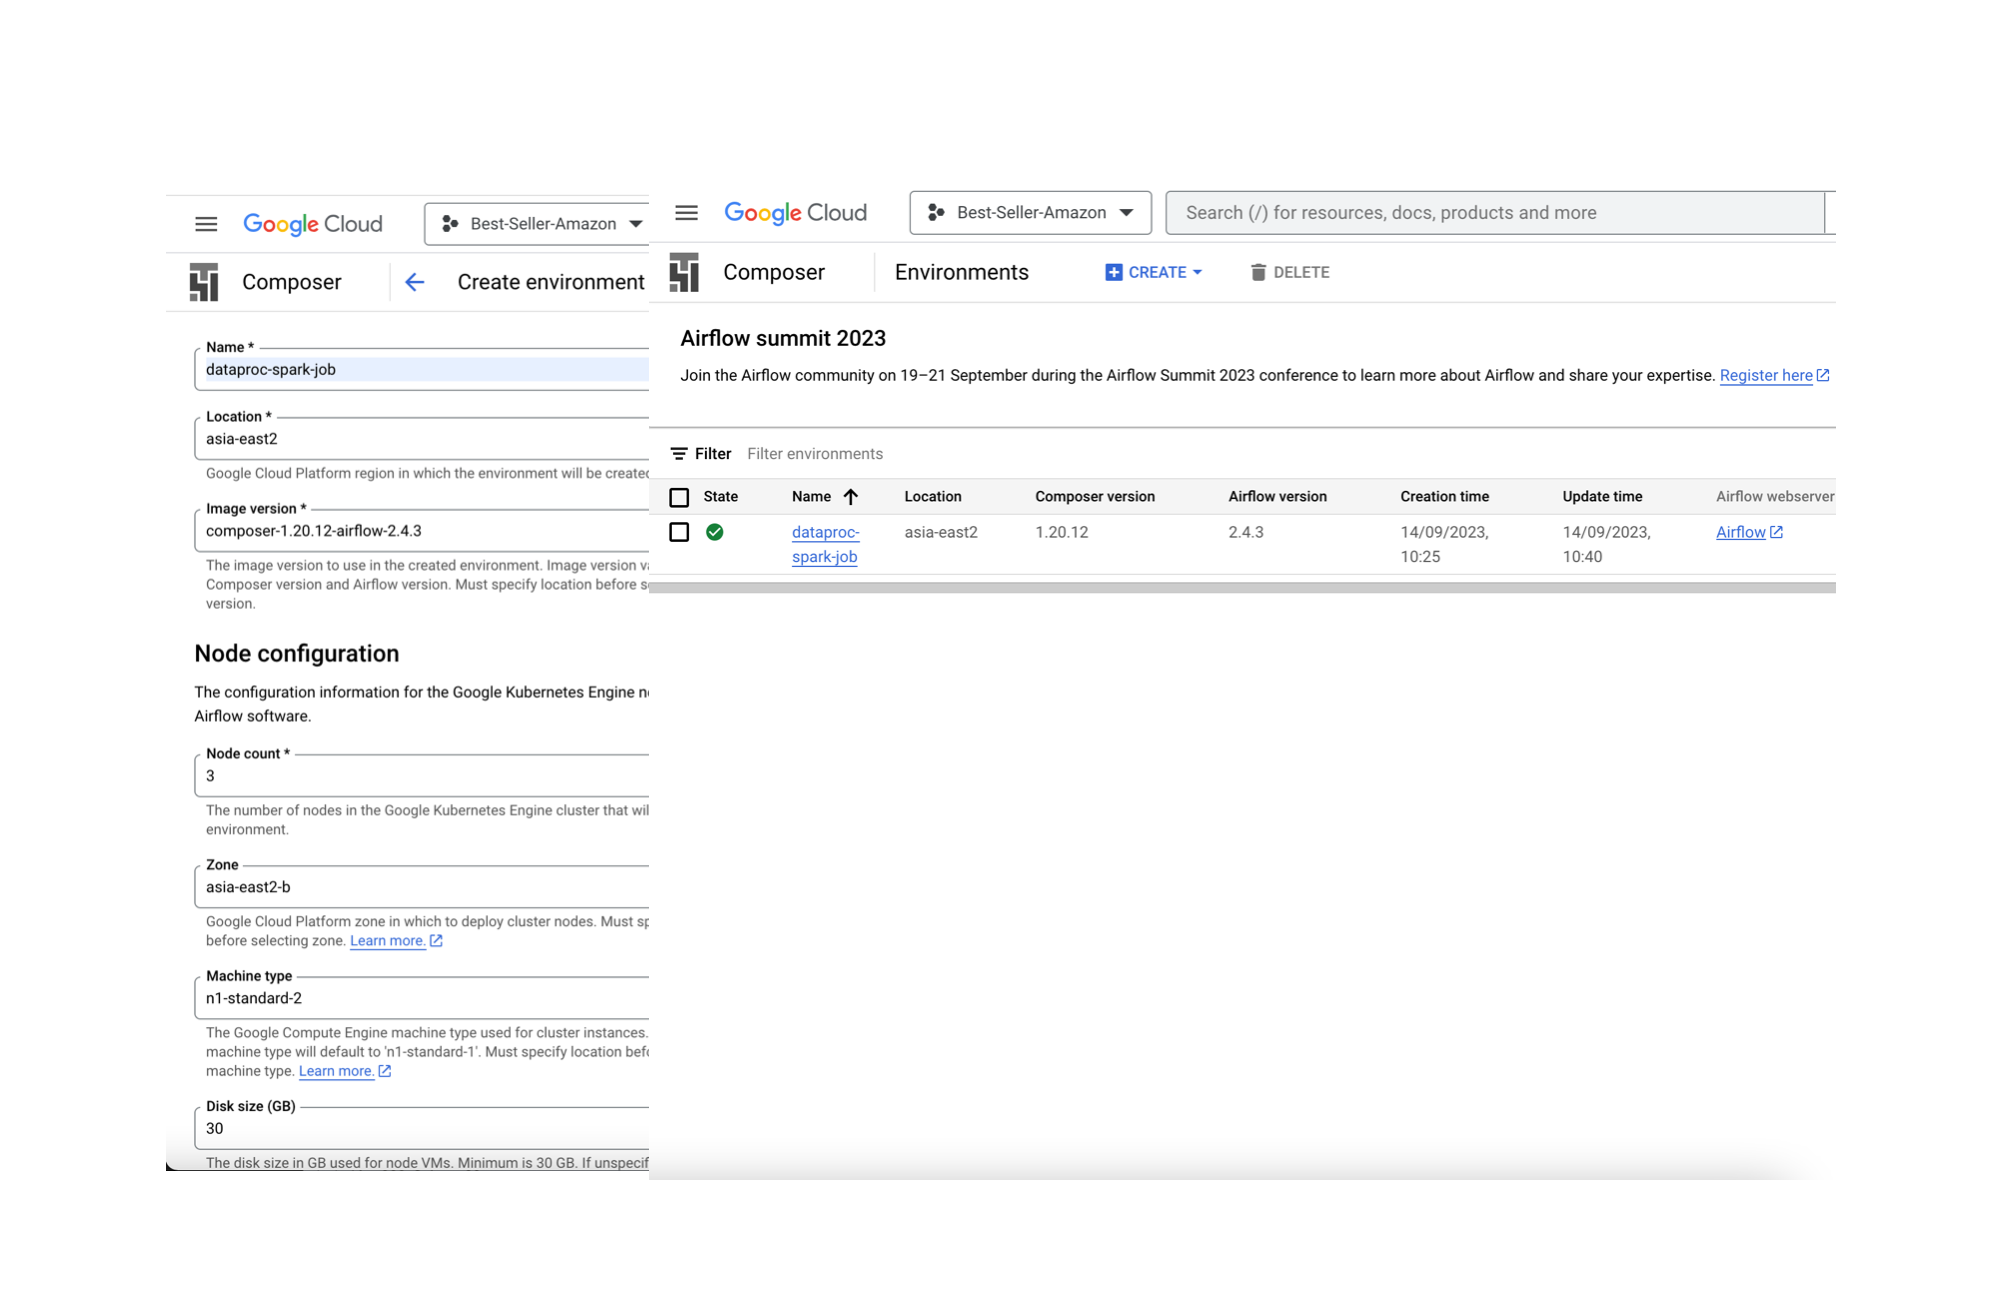 Google Cloud
Best-Seller-Amazon
Composer
Create environment
Name *
dataproc-spark-job
Location *
asia-east2
Google Cloud Platform region in which the environment will be created
Image version *
composer-1.20.12-airflow-2.4.3
The image version to use in the created environment. Image version
Composer version and Airflow version. Must specify location before
version.
Node configuration
The configuration information for the Google Kubernetes Engine
Airflow software.
Node count *
3
The number of nodes in the Google Kubernetes Engine cluster that
environment.
Zone
asia-east2-b
Google Cloud Platform zone in which to deploy cluster nodes. Must
before selecting zone. Learn more.
Machine type
n1-standard-2
The Google Compute Engine machine type used for cluster instances.
machine type will default to 'n1-standard-1'. Must specify location
machine type. Learn more.
Disk size (GB)
30
The disk size in GB used for node VMs. Minimum is 30 GB. If
Google Cloud
Best-Seller-Amazon
Search (/) for resources, docs, products and more
Composer
Environments
CREATE
DELETE
Airflow summit 2023
Join the Airflow community on 19–21 September during the Airflow Summit 2023 conference to learn more about Airflow and share your expertise. Register here
Filter Filter environments
State Name Location Composer version Airflow version Creation time Update time Airflow webserver
dataproc- asia-east2 1.20.12 2.4.3 14/09/2023, 14/09/2023, Airflow
spark-job 10:25 10:40